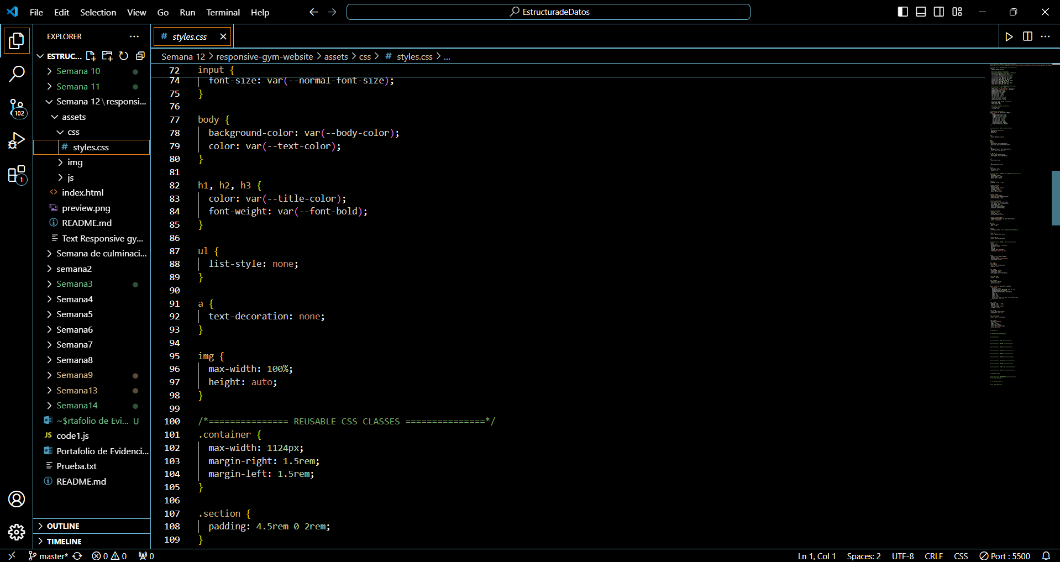 File Edit Selection View Go Run Terminal Help
EstructuradeDatos
EXPLORER
ESTRUC...
Semana 10
Semana 11
Semana 12 \ responsi...
assets
css
# styles.css
img
js
<> index.html
preview.png
README.md
Text Responsive gy...
Semana de culminaci...
semana2
Semana3
Semana4
Semana5
Semana6
Semana7
Semana8
Semana9
Semana13
Semana14
~$rtafolio de Evi... U
JS code1.js
Portafolio de Evidenci...
Prueba.txt
README.md
OUTLINE
TIMELINE
102
1
# styles.css
Semana 12 > responsive-gym-website > assets > css > # styles.css > ...
72 input {
74 font-size: var(--normal-font-size);
75 }
76
77 body {
78 background-color: var(--body-color);
79 color: var(--text-color);
80 }
81
82 h1, h2, h3 {
83 color: var(--title-color);
84 font-weight: var(--font-bold);
85 }
86
87 ul {
88 list-style: none;
89 }
90
91 a {
92 text-decoration: none;
93 }
94
95 img {
96 max-width: 100%;
97 height: auto;
98 }
99
100 /*=============== REUSABLE CSS CLASSES ===============*/
101 .container {
102 max-width: 1124px;
103 margin-right: 1.5rem;
104 margin-left: 1.5rem;
105 }
106
107 .section {
108 padding: 4.5rem 0 2rem;
109 }
master* 0 0 0 Ln 1, Col 1 Spaces: 2 UTF-8 CRLF CSS Port : 5500